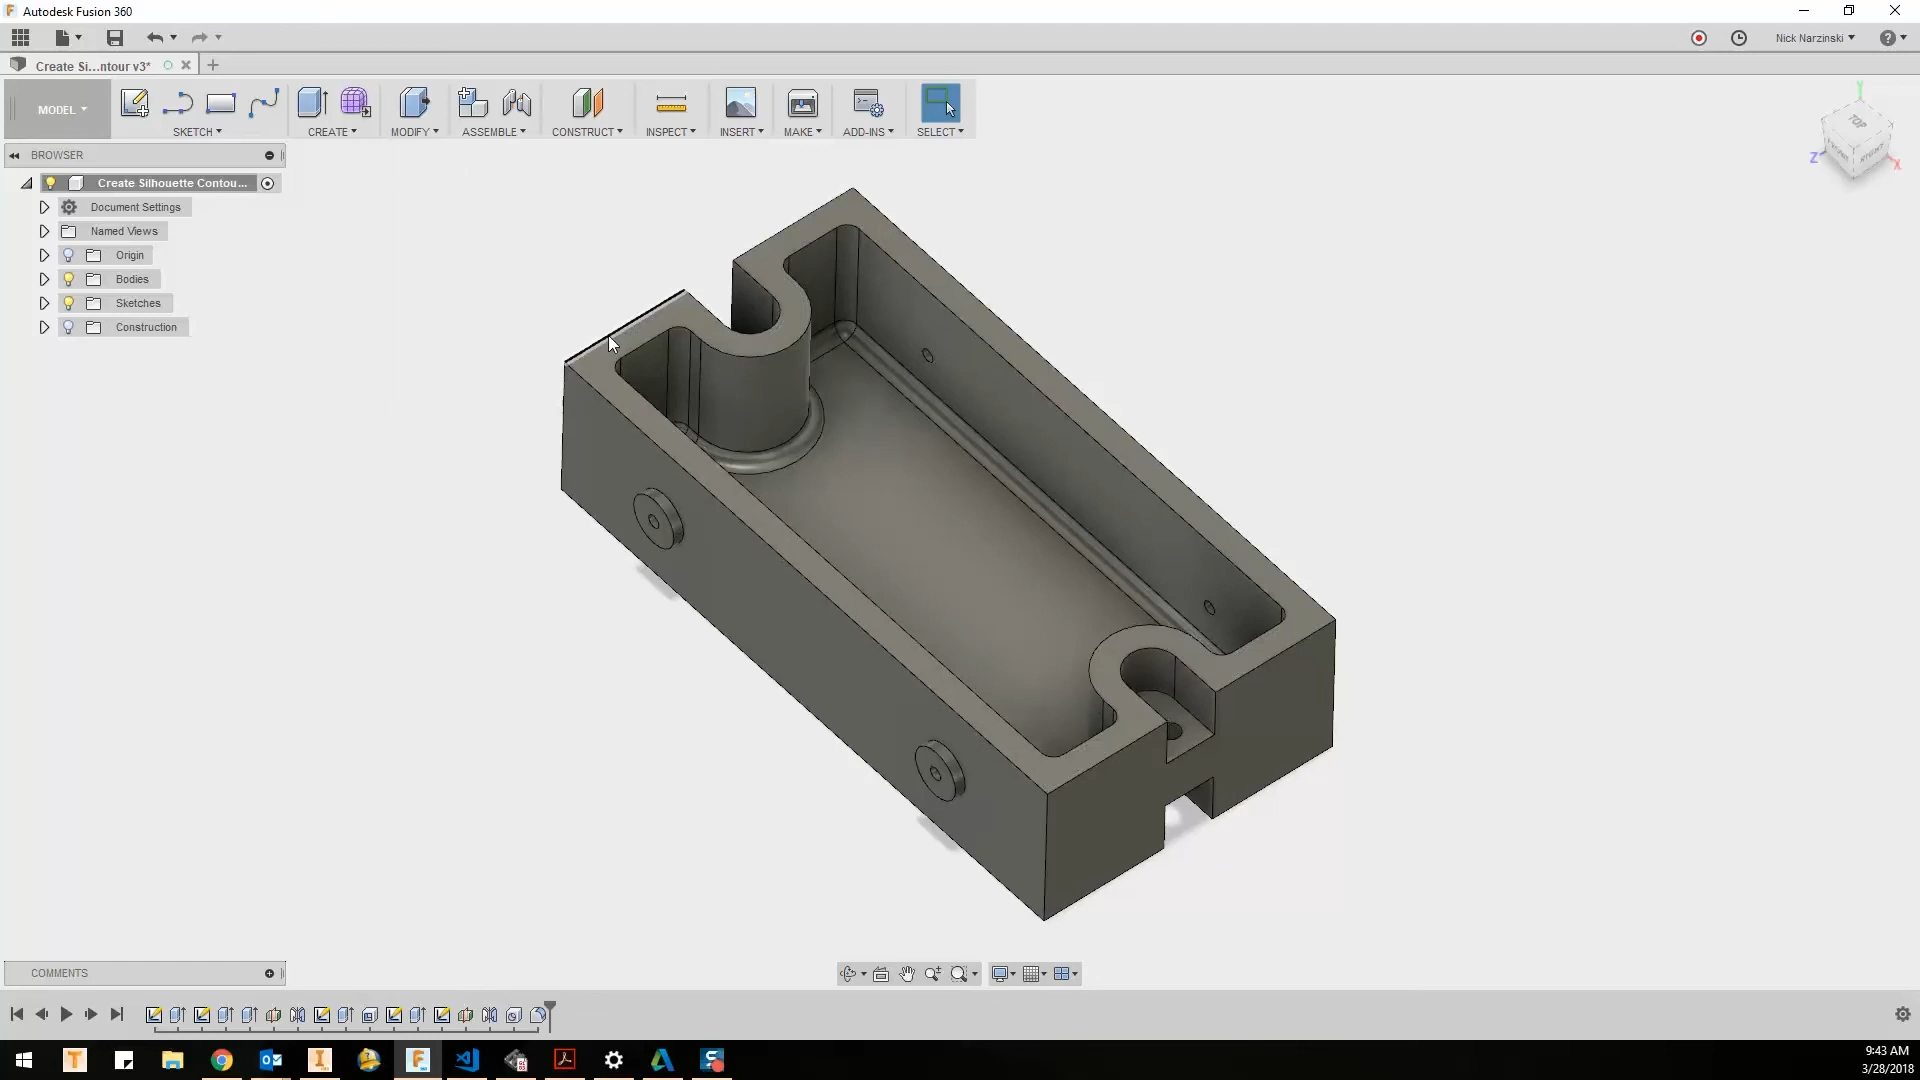 Autodesk Fusion 360
Nick Narzinski
Create Si...ntour v3*
MODEL
SKETCH
CREATE
MODIFY
ASSEMBLE
CONSTRUCT
INSPECT
INSERT
MAKE
ADD-INS
SELECT
TOP
RIGHT
Z
X
Y
BROWSER
Create Silhouette Contou...
Document Settings
Named Views
Origin
Bodies
Sketches
Construction
COMMENTS
9:43 AM
3/28/2018